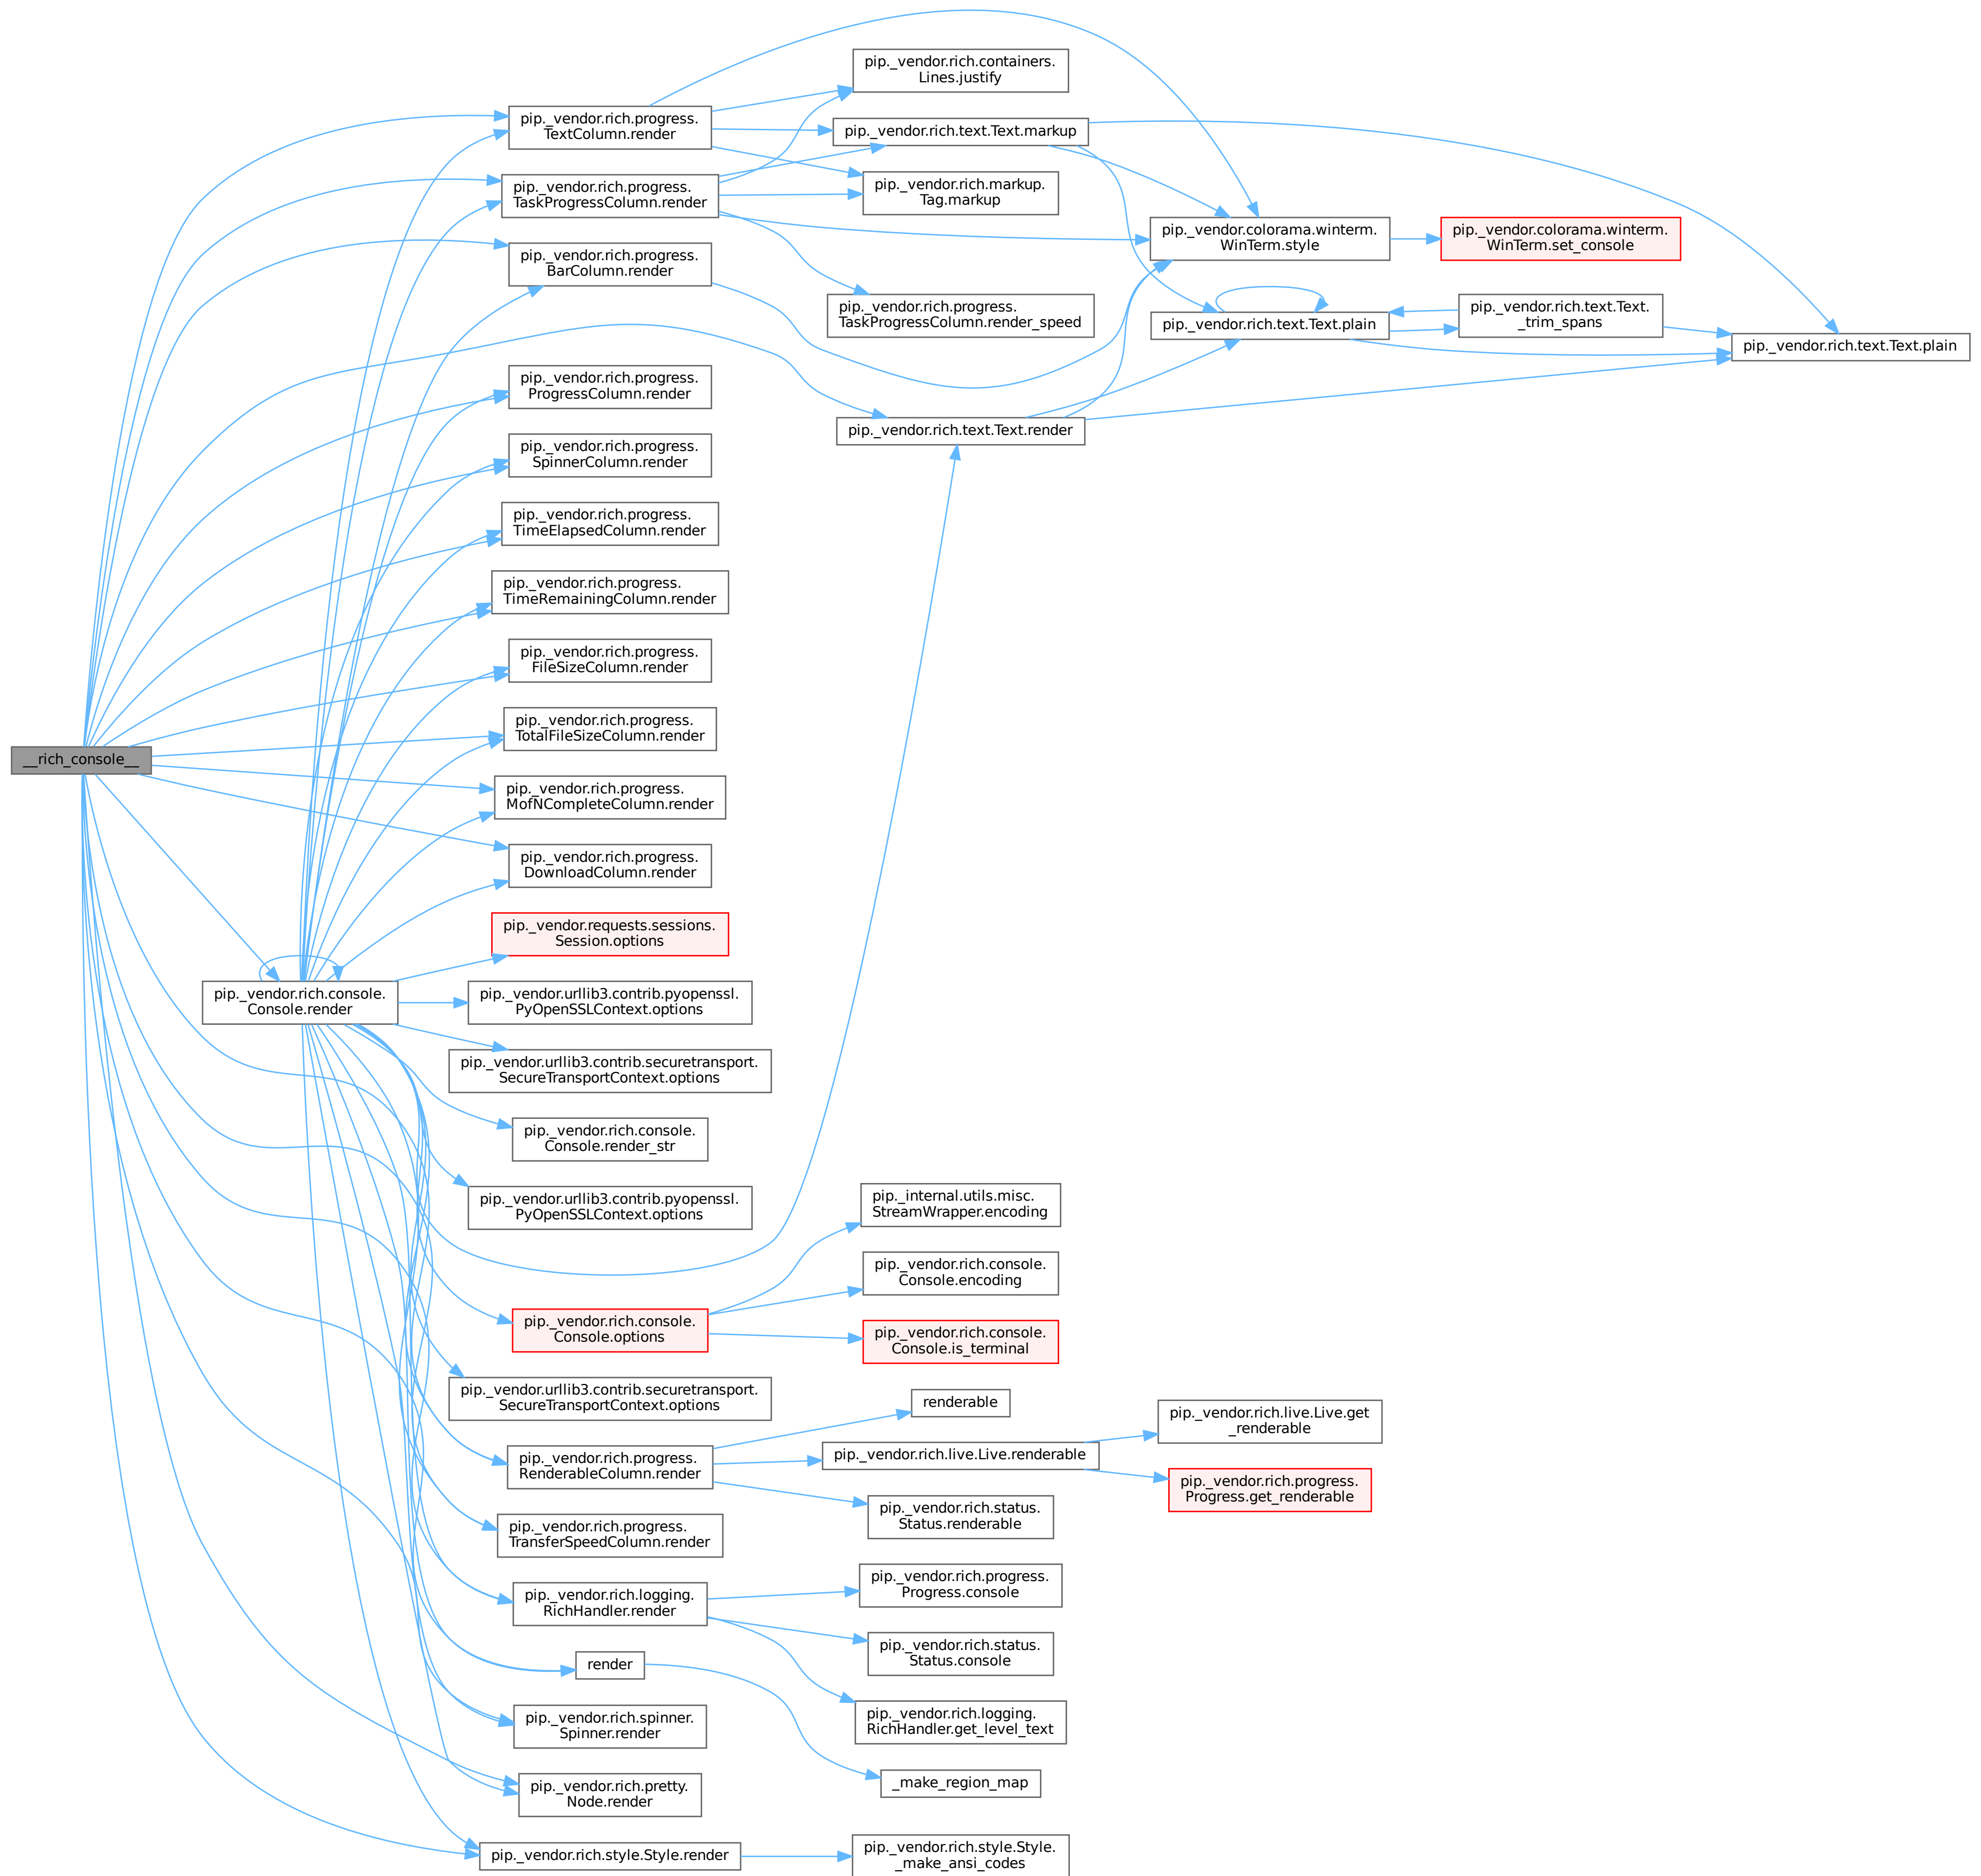 __rich_console__
pip._vendor.rich.console.
Console.render
pip._vendor.rich.progress.
TextColumn.render
pip._vendor.rich.progress.
TaskProgressColumn.render
pip._vendor.rich.progress.
BarColumn.render
pip._vendor.rich.progress.
ProgressColumn.render
pip._vendor.rich.progress.
SpinnerColumn.render
pip._vendor.rich.progress.
TimeElapsedColumn.render
pip._vendor.rich.progress.
TimeRemainingColumn.render
pip._vendor.rich.progress.
FileSizeColumn.render
pip._vendor.rich.progress.
TotalFileSizeColumn.render
pip._vendor.rich.progress.
MofNCompleteColumn.render
pip._vendor.rich.progress.
DownloadColumn.render
pip._vendor.requests.sessions.
Session.options
pip._vendor.urllib3.contrib.pyopenssl.
PyOpenSSLContext.options
pip._vendor.urllib3.contrib.securetransport.
SecureTransportContext.options
pip._vendor.rich.console.
Console.render_str
pip._vendor.urllib3.contrib.pyopenssl.
PyOpenSSLContext.options
pip._vendor.rich.console.
Console.options
pip._vendor.urllib3.contrib.securetransport.
SecureTransportContext.options
pip._vendor.rich.progress.
RenderableColumn.render
pip._vendor.rich.progress.
TransferSpeedColumn.render
pip._vendor.rich.logging.
RichHandler.render
render
pip._vendor.rich.spinner.
Spinner.render
pip._vendor.rich.pretty.
Node.render
pip._vendor.rich.style.Style.render
pip._vendor.rich.containers.
Lines.justify
pip._vendor.rich.text.Text.markup
pip._vendor.rich.markup.
Tag.markup
pip._vendor.rich.progress.
TaskProgressColumn.render_speed
pip._vendor.rich.text.Text.render
pip._internal.utils.misc.
StreamWrapper.encoding
pip._vendor.rich.console.
Console.encoding
pip._vendor.rich.console.
Console.is_terminal
renderable
pip._vendor.rich.live.Live.renderable
pip._vendor.rich.status.
Status.renderable
pip._vendor.rich.progress.
Progress.console
pip._vendor.rich.status.
Status.console
pip._vendor.rich.logging.
RichHandler.get_level_text
_make_region_map
pip._vendor.rich.style.Style.
_make_ansi_codes
pip._vendor.colorama.winterm.
WinTerm.style
pip._vendor.rich.text.Text.plain
pip._vendor.rich.live.Live.get
_renderable
pip._vendor.rich.progress.
Progress.get_renderable
pip._vendor.colorama.winterm.
WinTerm.set_console
pip._vendor.rich.text.Text.
_trim_spans
pip._vendor.rich.text.Text.plain